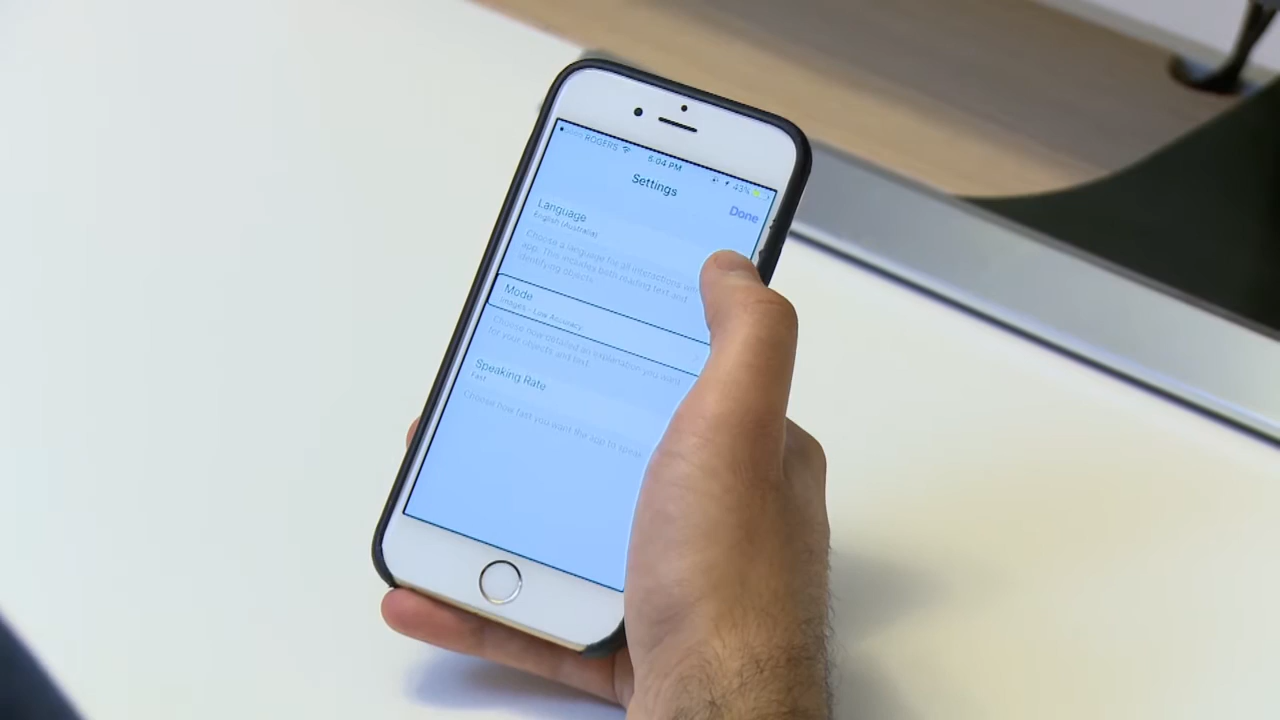 ROGERS 5:04 PM 43%
Settings
Done
Language
English (Australia)
Choose a language for all interactions
app. This includes both reading text and
identifying objects.
Mode
Images - Low Accuracy
Choose how detailed an explanation you want
for your objects and text.
Speaking Rate
Fast
Choose how fast you want the app to speak